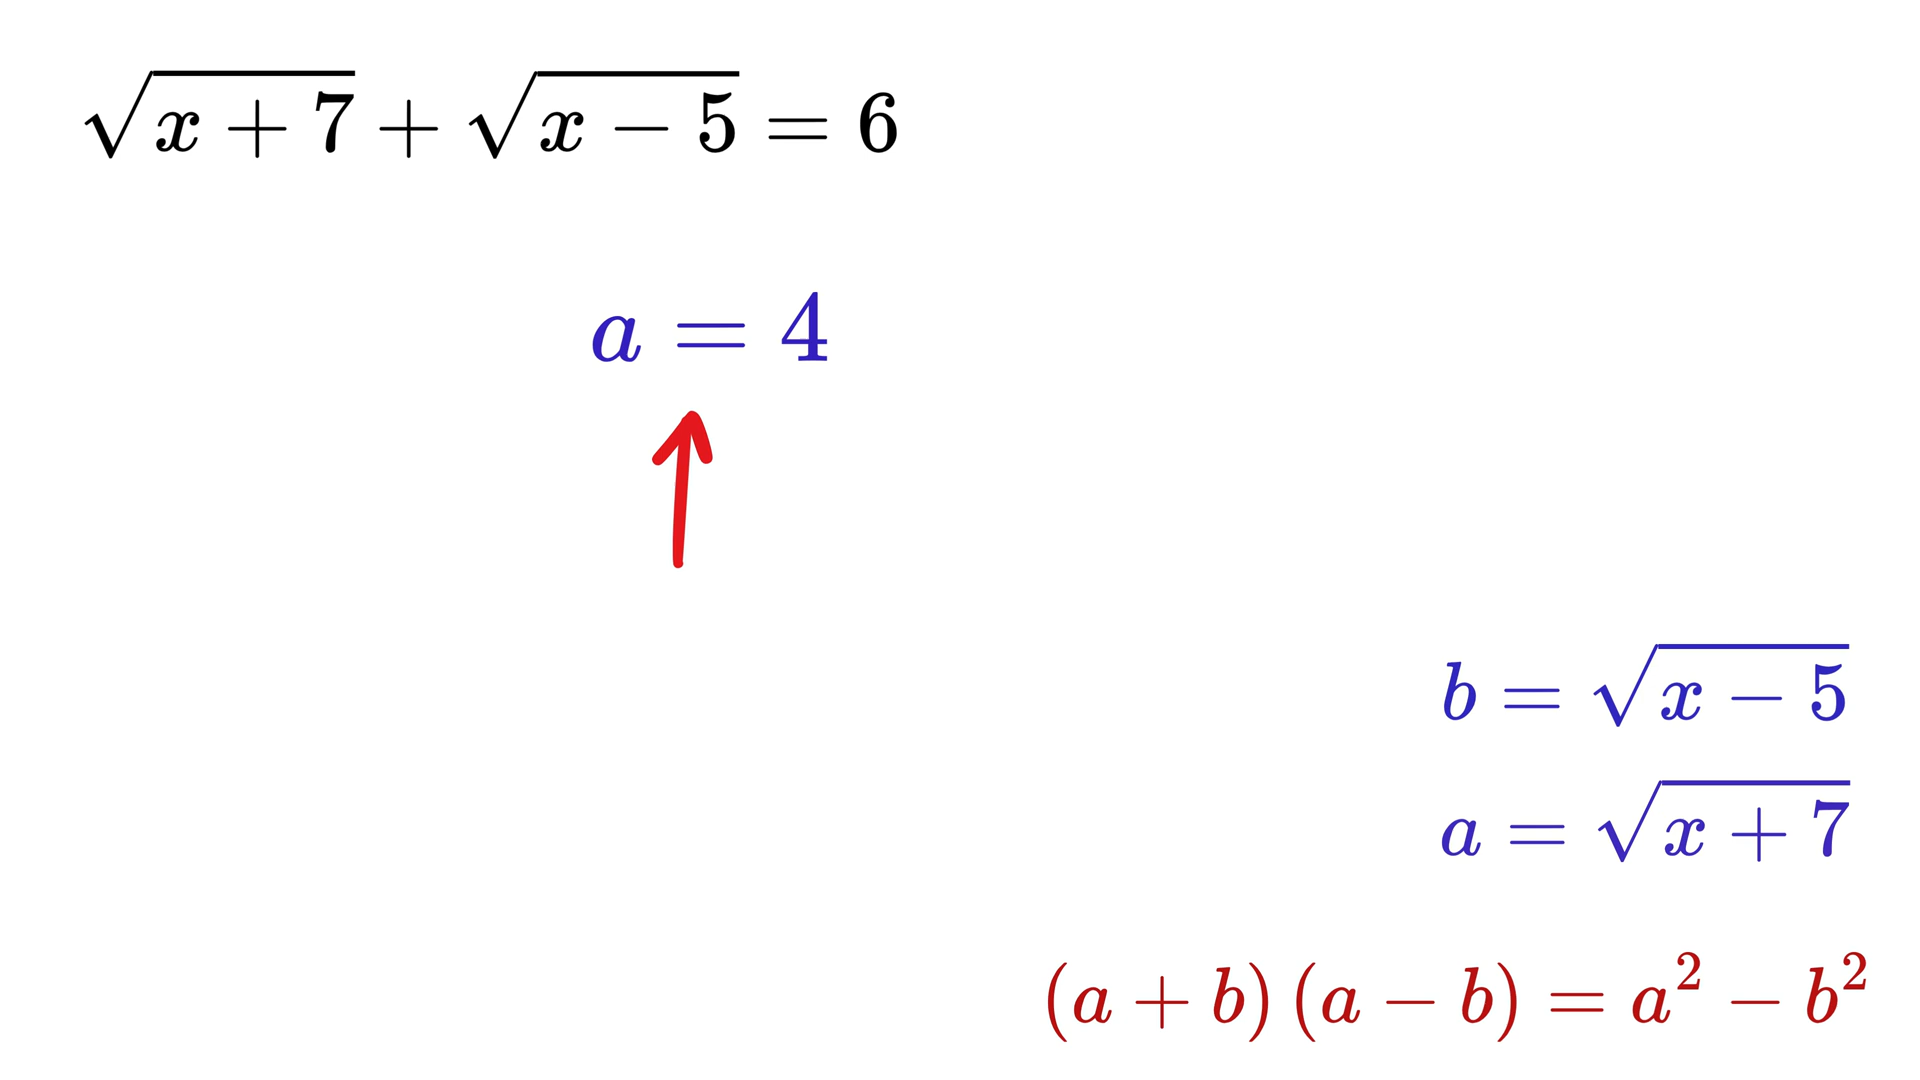 √(x + 7) + √(x − 5) = 6
a = 4
b = √(x − 5)
a = √(x + 7)
(a + b)(a − b) = a² − b²